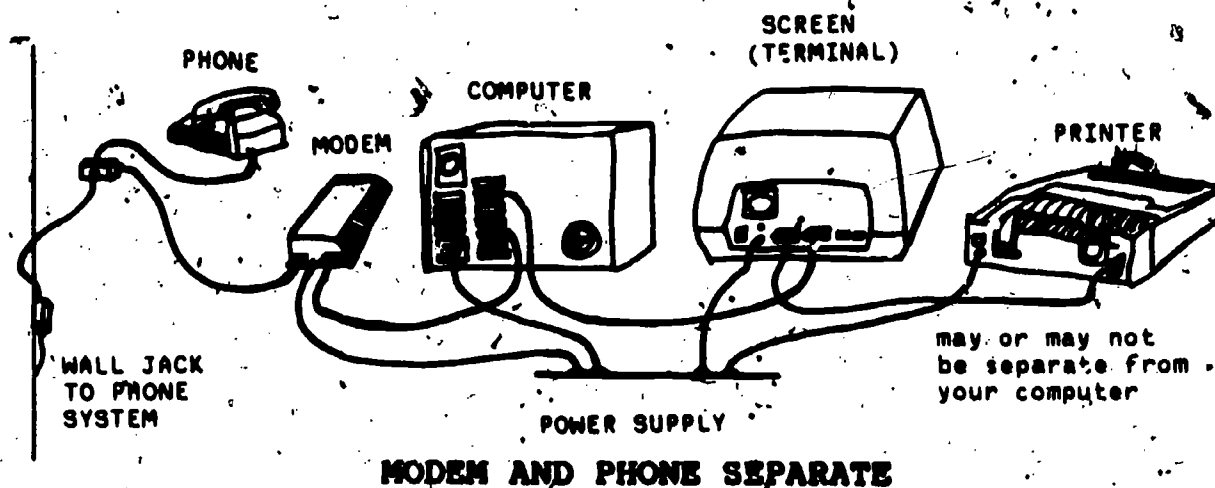 SCREEN
(TERMINAL)
PHONE
COMPUTER
MODEM
PRINTER
WALL JACK
TO PHONE
SYSTEM
may or may not
be separate from
your computer
POWER SUPPLY
MODEM AND PHONE SEPARATE